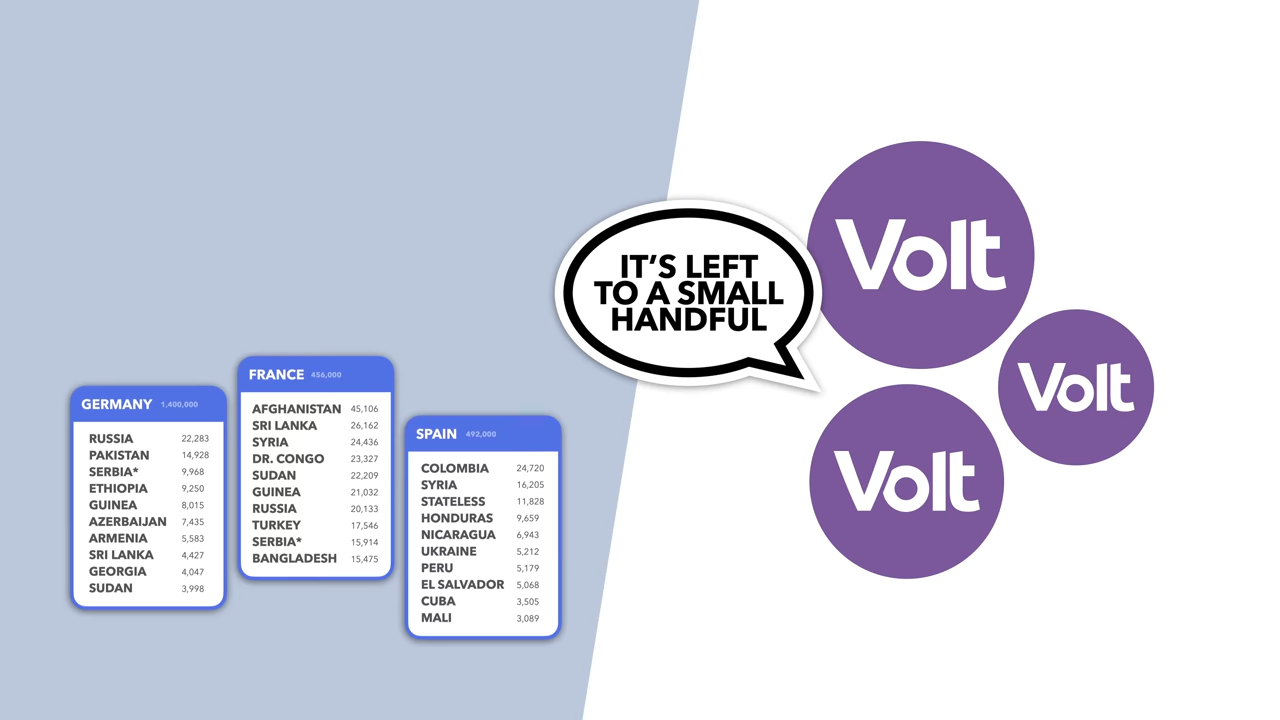 GERMANY 1,400,000
RUSSIA 22,283
PAKISTAN 14,928
SERBIA* 9,968
ETHIOPIA 9,250
GUINEA 8,015
AZERBAIJAN 7,435
ARMENIA 5,583
SRI LANKA 4,427
GEORGIA 4,047
SUDAN 3,998
FRANCE 456,000
AFGHANISTAN 45,106
SRI LANKA 26,162
SYRIA 24,436
DR. CONGO 23,327
SUDAN 22,209
GUINEA 21,032
RUSSIA 20,133
TURKEY 17,546
SERBIA* 15,914
BANGLADESH 15,475
SPAIN 492,000
COLOMBIA 24,720
SYRIA 16,205
STATELESS 11,828
HONDURAS 9,659
NICARAGUA 6,943
UKRAINE 5,212
PERU 5,179
EL SALVADOR 5,068
CUBA 3,505
MALI 3,089
IT'S LEFT
TO A SMALL
HANDFUL
Volt
Volt
Volt